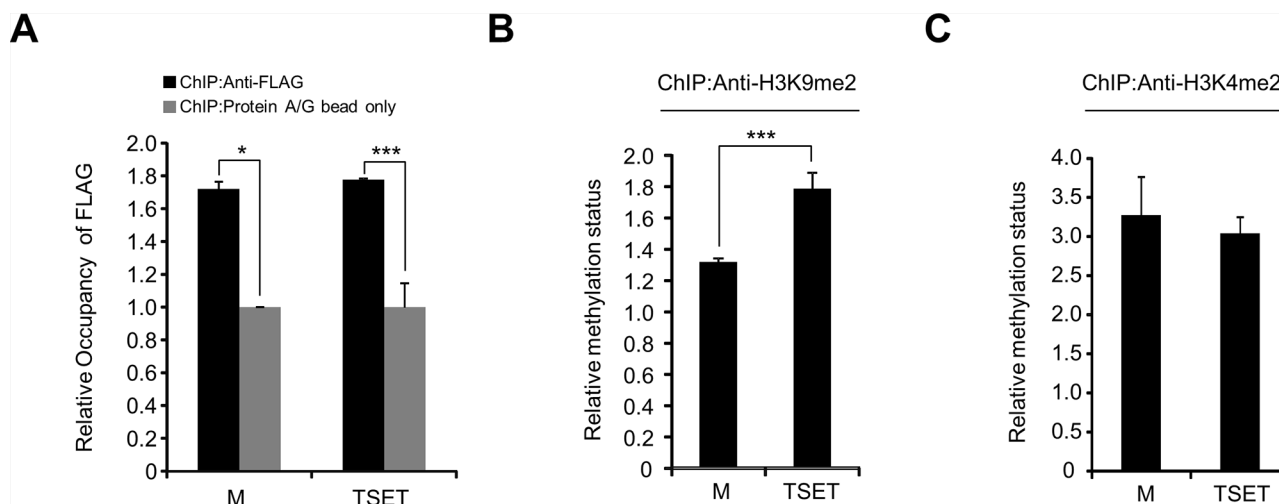 A
ChIP:Anti-FLAG
ChIP:Protein A/G bead only
Relative Occupancy of FLAG
2.0
1.8
1.6
1.4
1.2
1.0
0.8
0.6
0.4
0.2
0
*
***
M
TSET
B
ChIP:Anti-H3K9me2
***
Relative methylation status
2.0
1.8
1.6
1.4
1.2
1.0
0.8
0.6
0.4
0.2
0
M
TSET
C
ChIP:Anti-H3K4me2
Relative methylation status
4.0
3.5
3.0
2.5
2.0
1.5
1.0
0.5
0
M
TSET